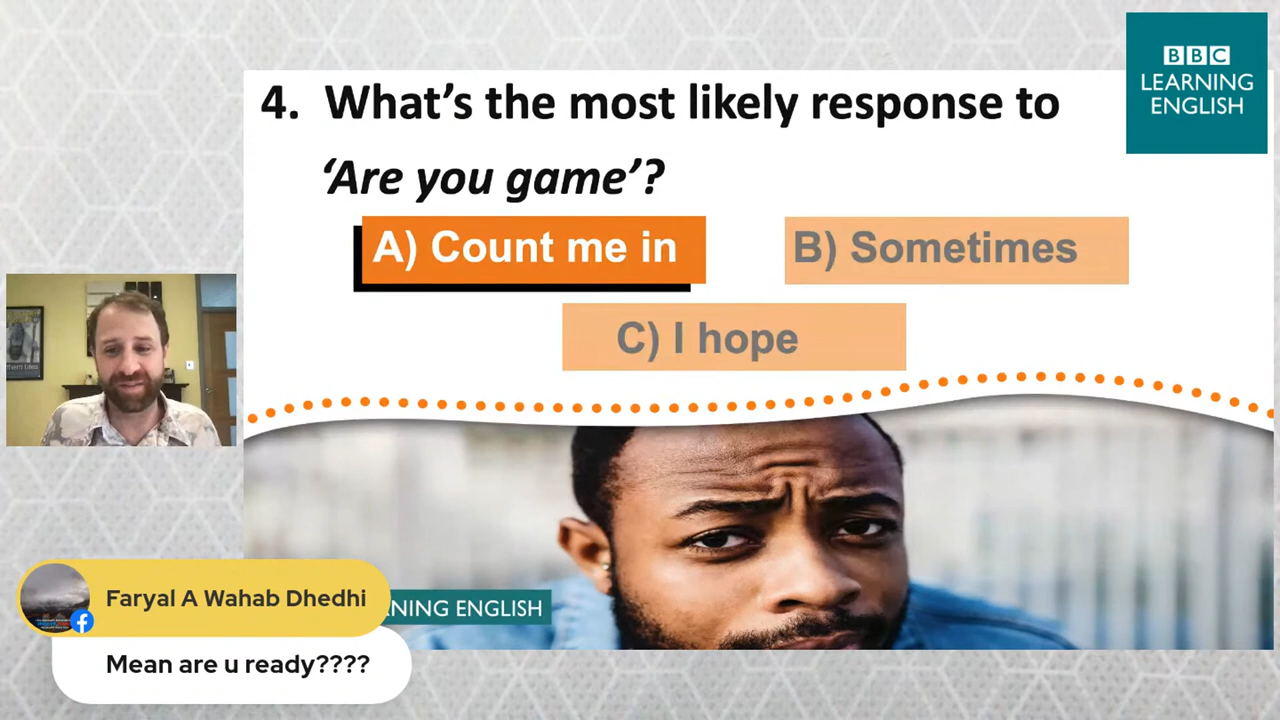 BBC
LEARNING
ENGLISH
4. What's the most likely response to
'Are you game'?
A) Count me in
B) Sometimes
C) I hope
NING ENGLISH
Faryal A Wahab Dhedhi
Mean are u ready????